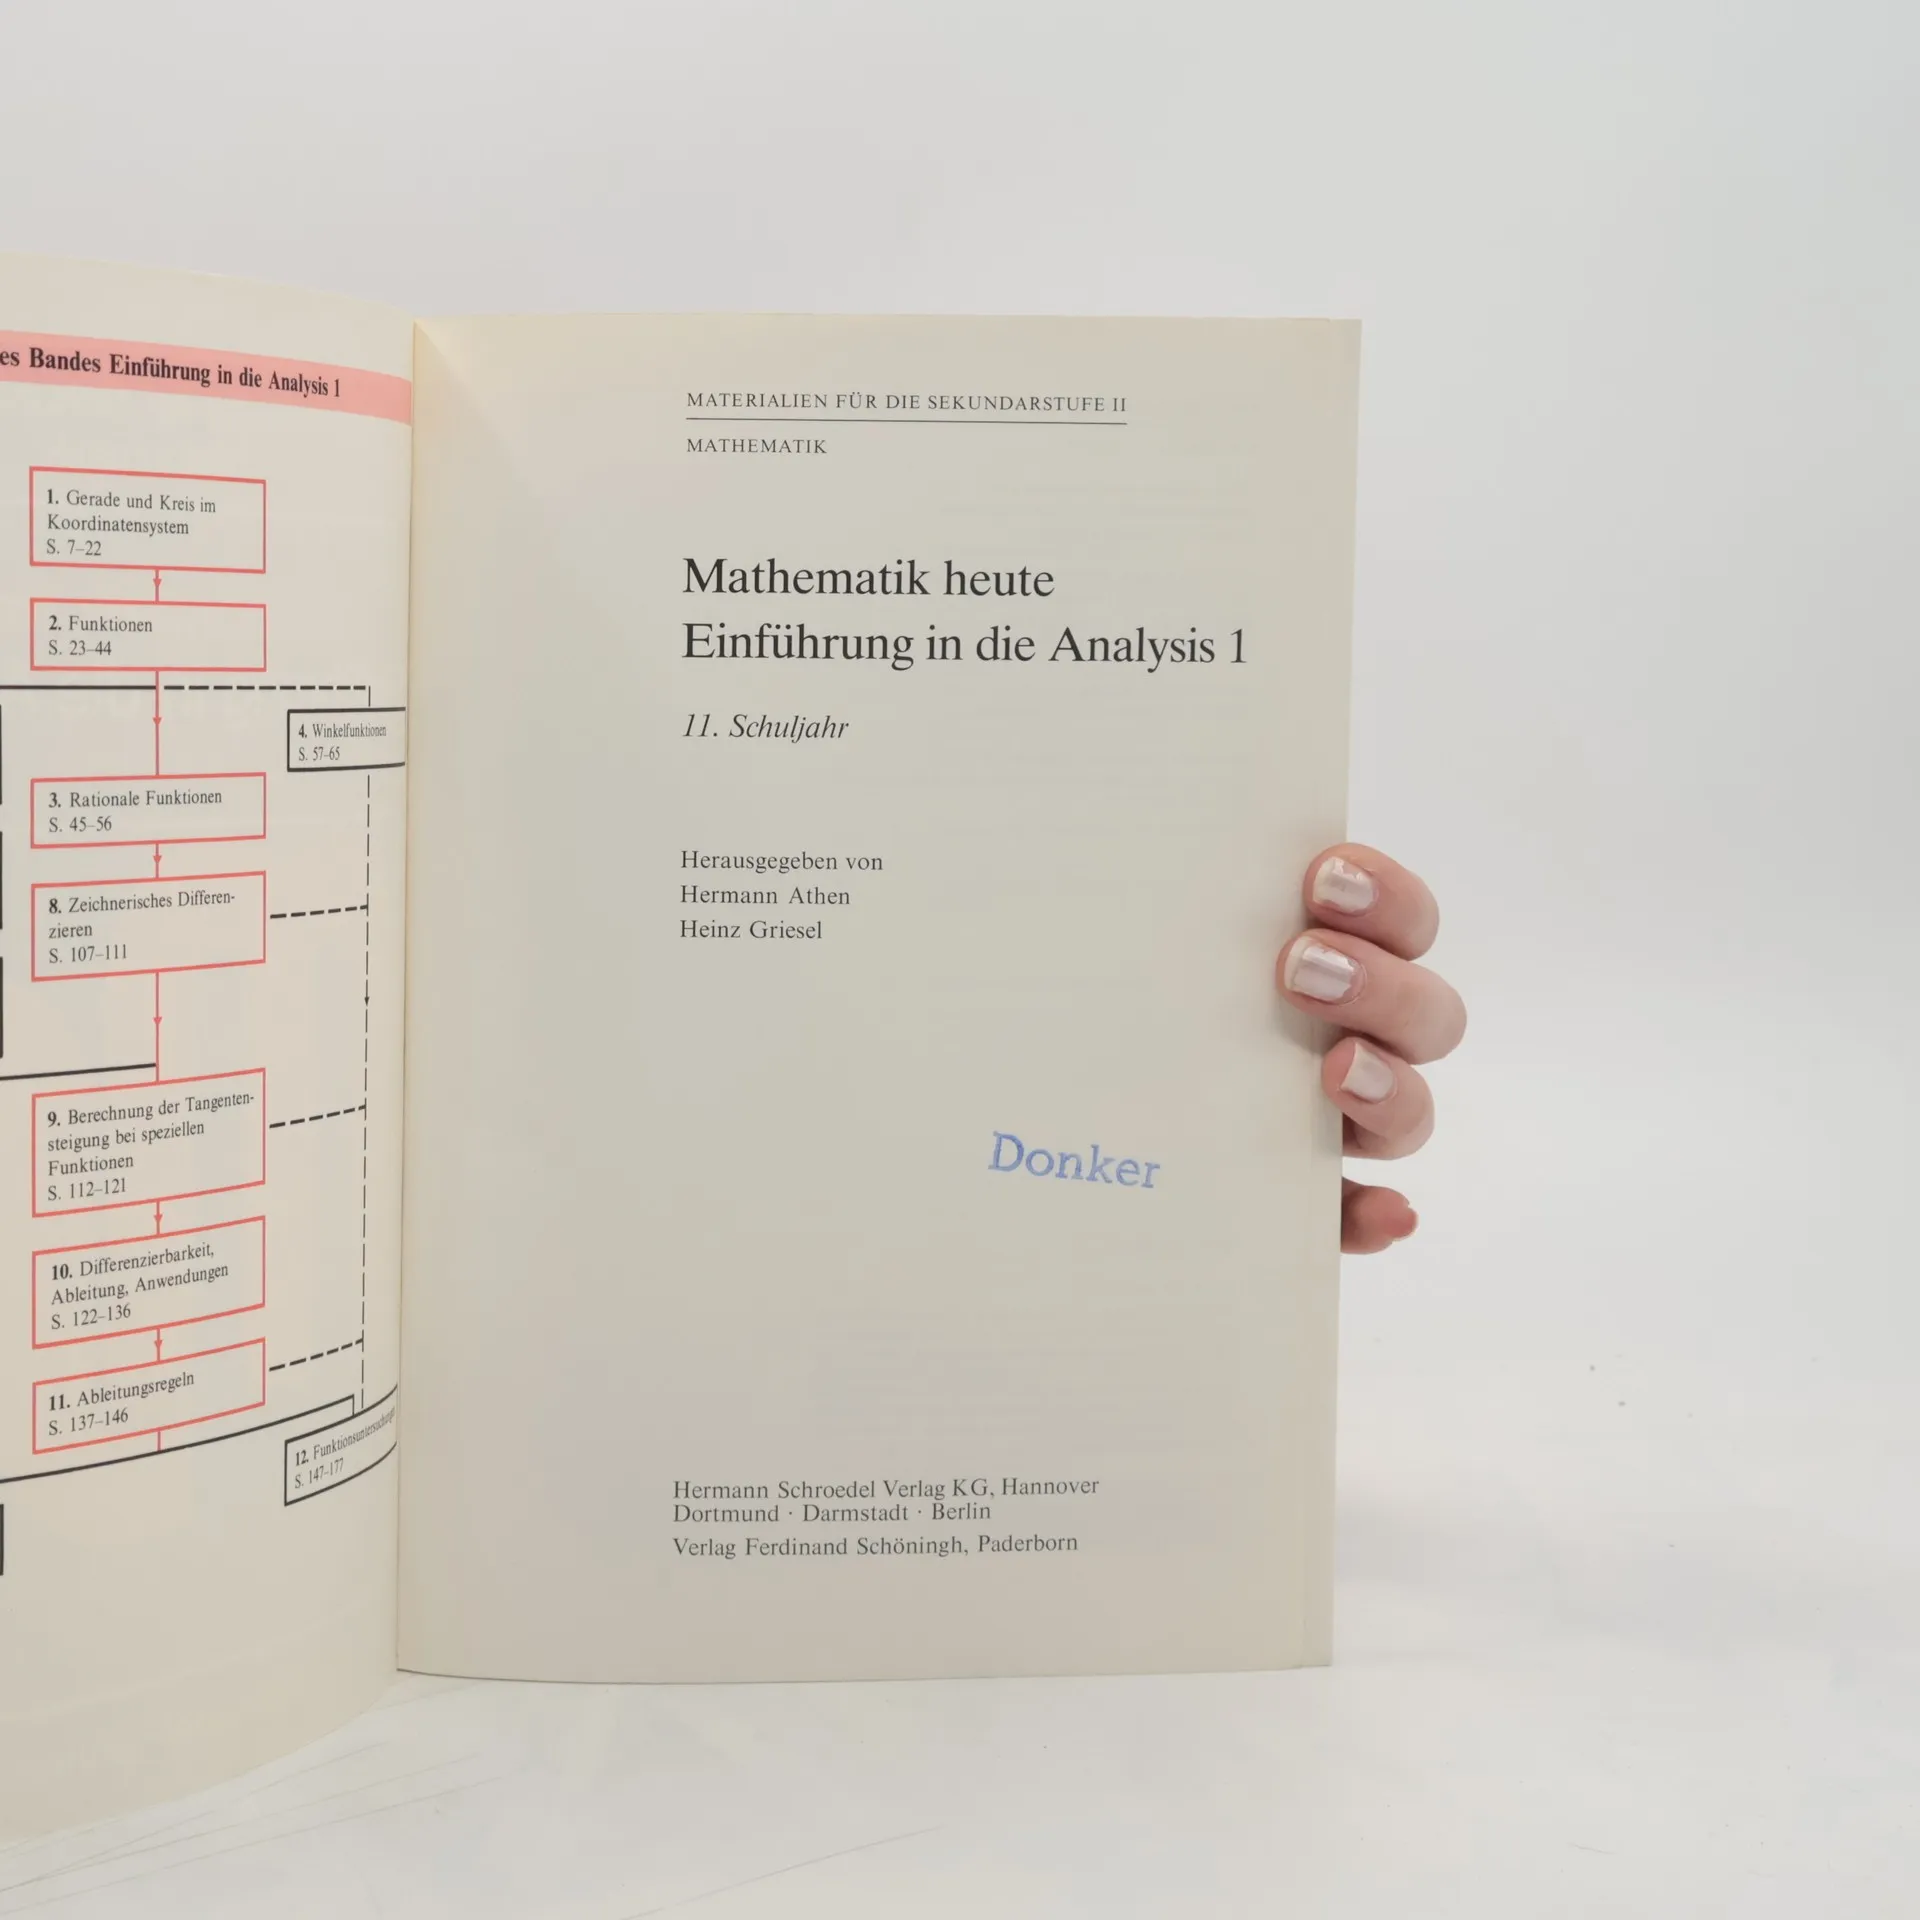 es Bandes Einführung in die Analysis 1
1. Gerade und Kreis im
Koordinatensystem
S. 7–22
2. Funktionen
S. 23–44
4. Winkelfunktionen
S. 57–65
3. Rationale Funktionen
S. 45–56
8. Zeichnerisches Differen-
zieren
S. 107–111
9. Berechnung der Tangenten-
steigung bei speziellen
Funktionen
S. 112–121
10. Differenzierbarkeit,
Ableitung, Anwendungen
S. 122–136
11. Ableitungsregeln
S. 137–146
12. Funktionsuntersuchungen
S. 147–177
MATERIALIEN FÜR DIE SEKUNDARSTUFE II
MATHEMATIK
Mathematik heute
Einführung in die Analysis 1
11. Schuljahr
Herausgegeben von
Hermann Athen
Heinz Griesel
Donker
Hermann Schroedel Verlag KG, Hannover
Dortmund · Darmstadt · Berlin
Verlag Ferdinand Schöningh, Paderborn